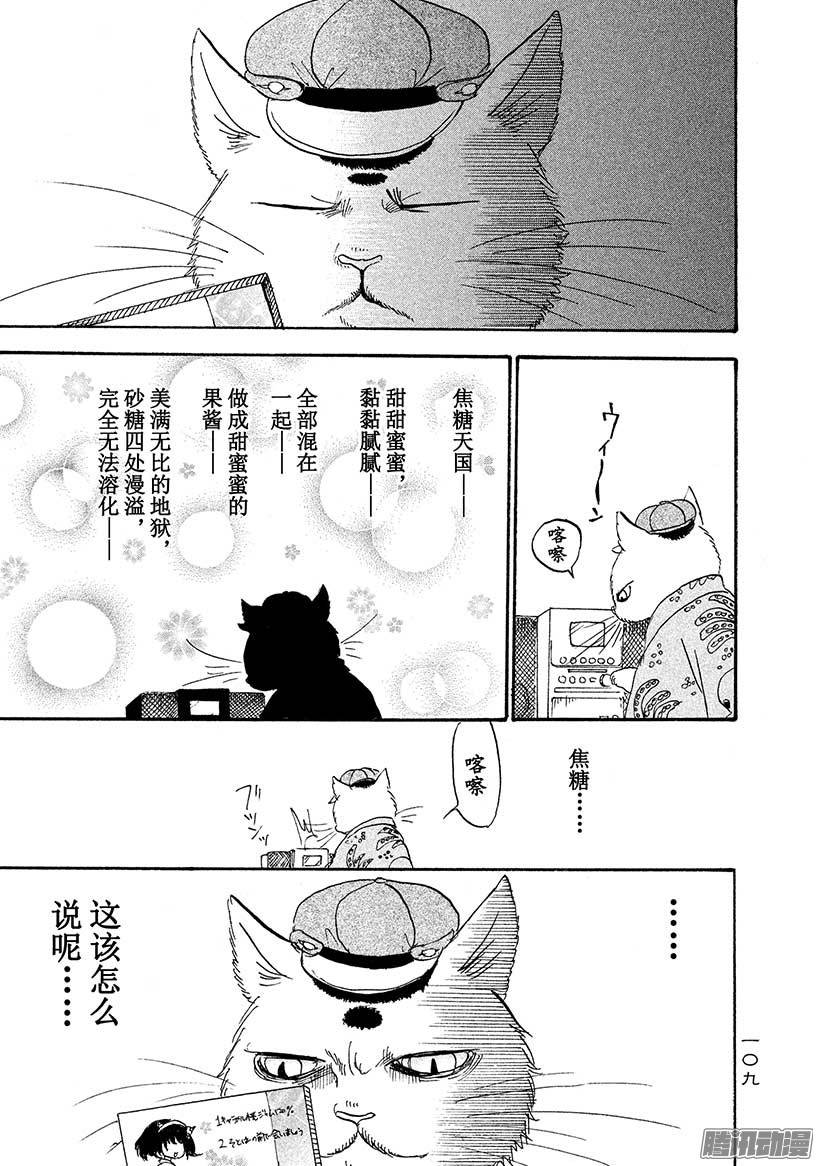 ウィーン
喀嚓
焦糖天国——
甜甜蜜蜜，
黏黏腻腻——
全部混在
一起——
做成甜蜜蜜的
果酱——
美满无比的地狱，
砂糖四处漫溢，
完全无法溶化——
焦糖……
喀嚓
ブツッ
……
这该怎么
说呢……
一〇九
腾讯动漫